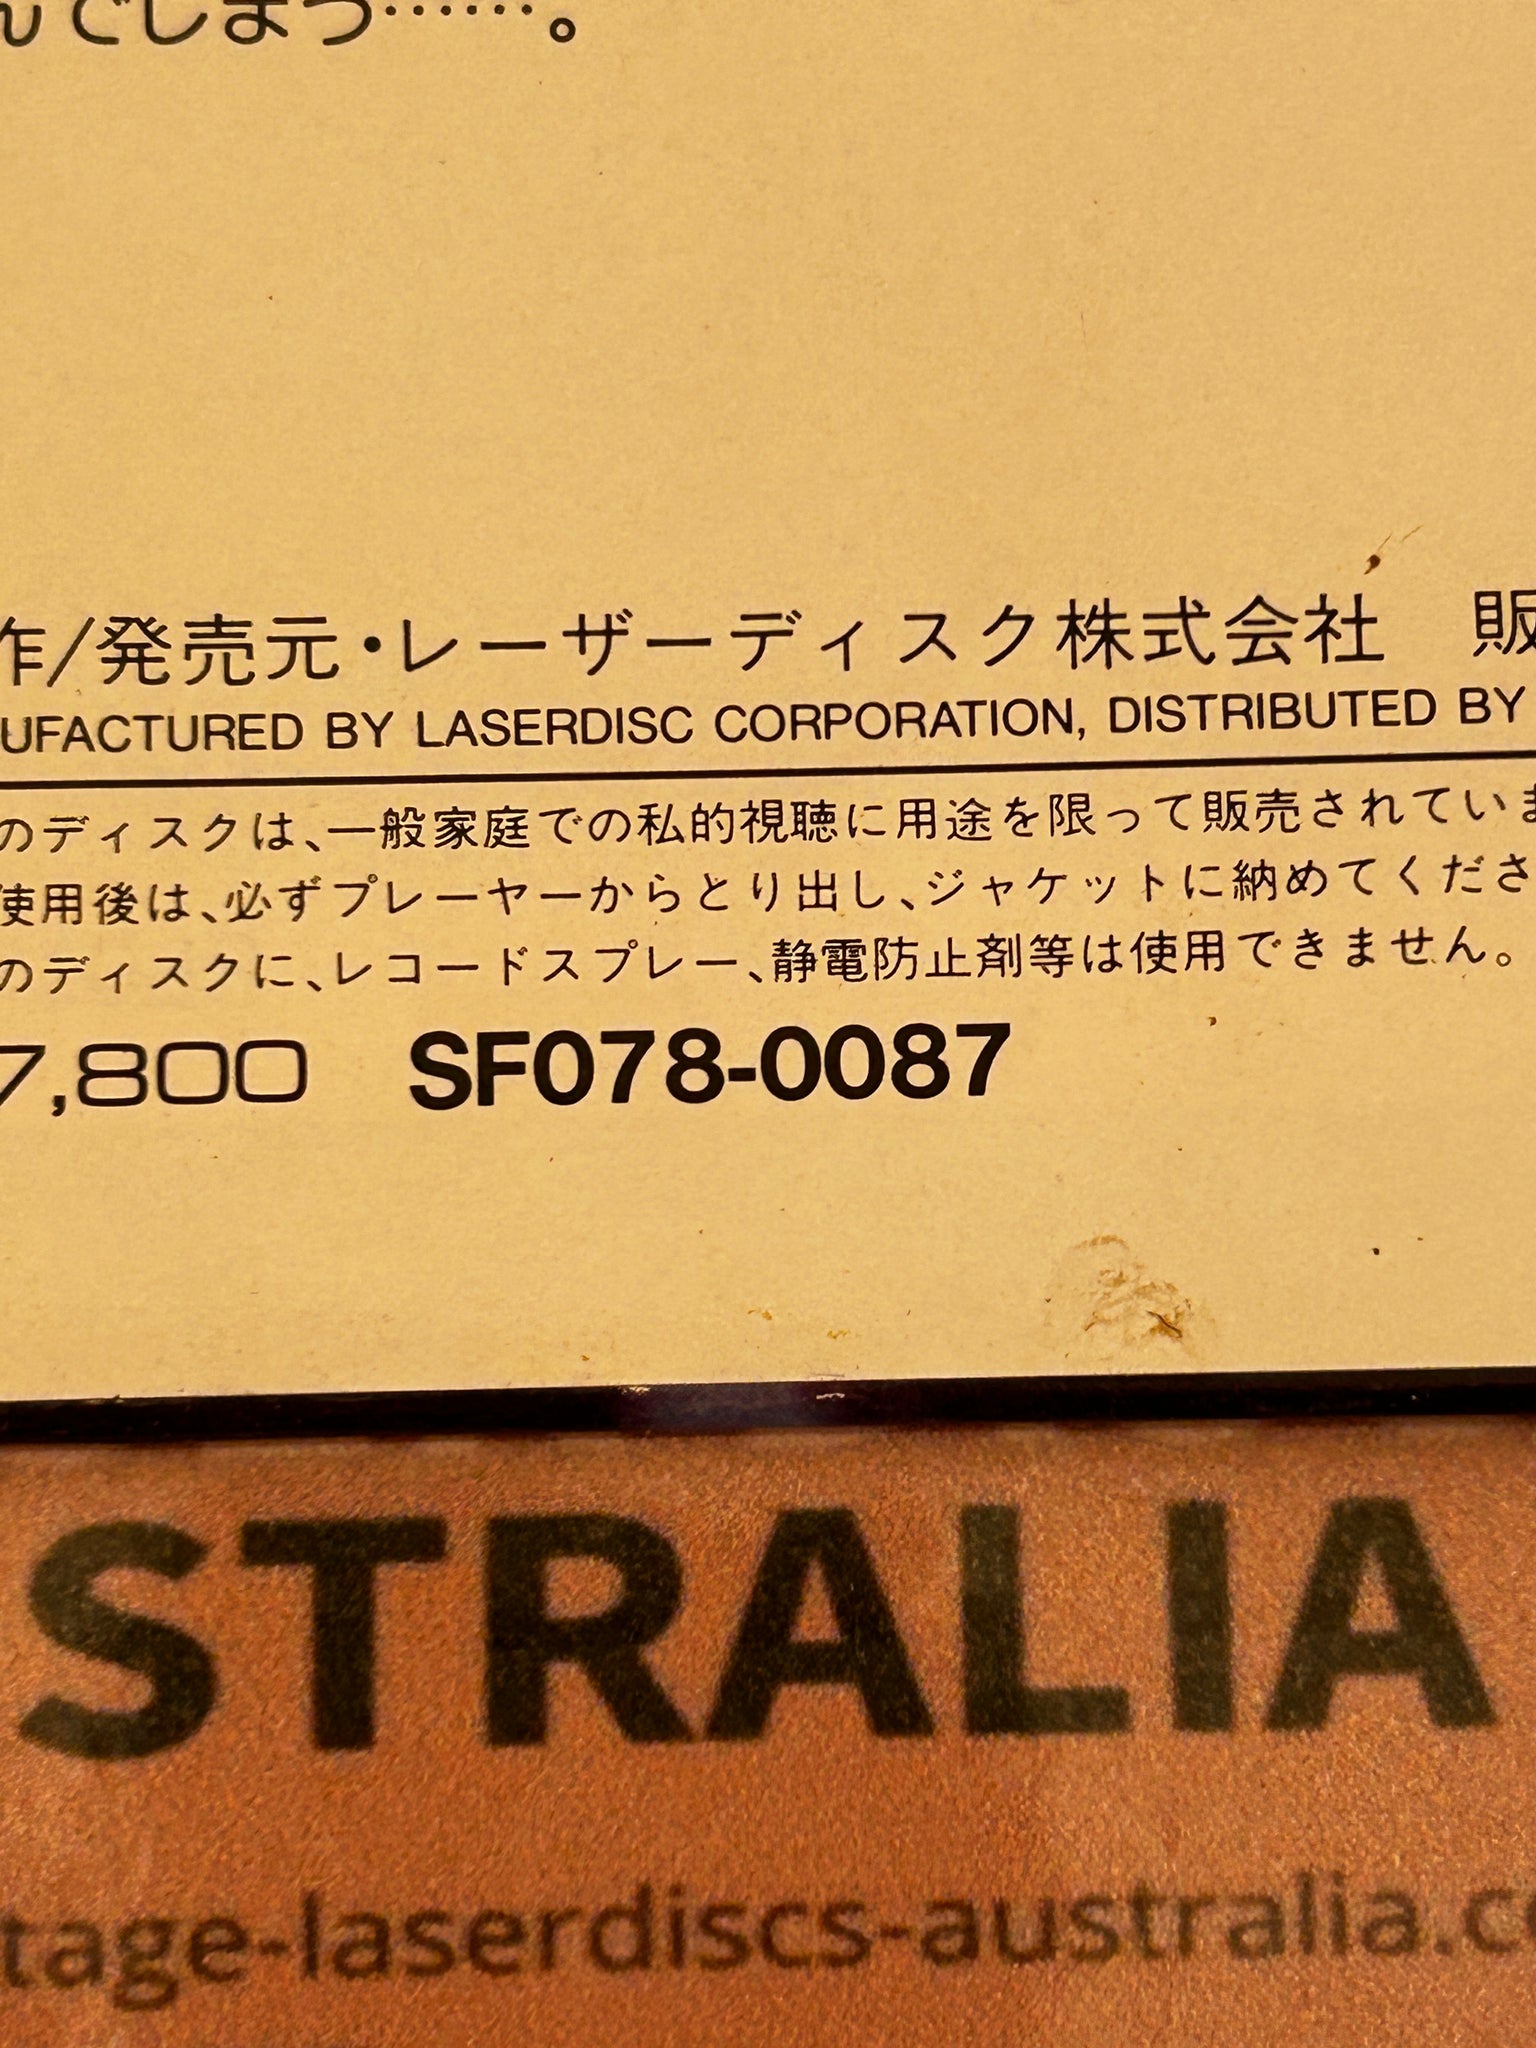 んでしまう……。
作/発売元・レーザーディスク株式会社 販
UFACTURED BY LASERDISC CORPORATION, DISTRIBUTED BY
のディスクは、一般家庭での私的視聴に用途を限って販売されていま
使用後は、必ずプレーヤーからとり出し、ジャケットに納めてくださ
のディスクに、レコードスプレー、静電防止剤等は使用できません。
7,800 SF078-0087
STRALIA
tage-laserdiscs-australia.c